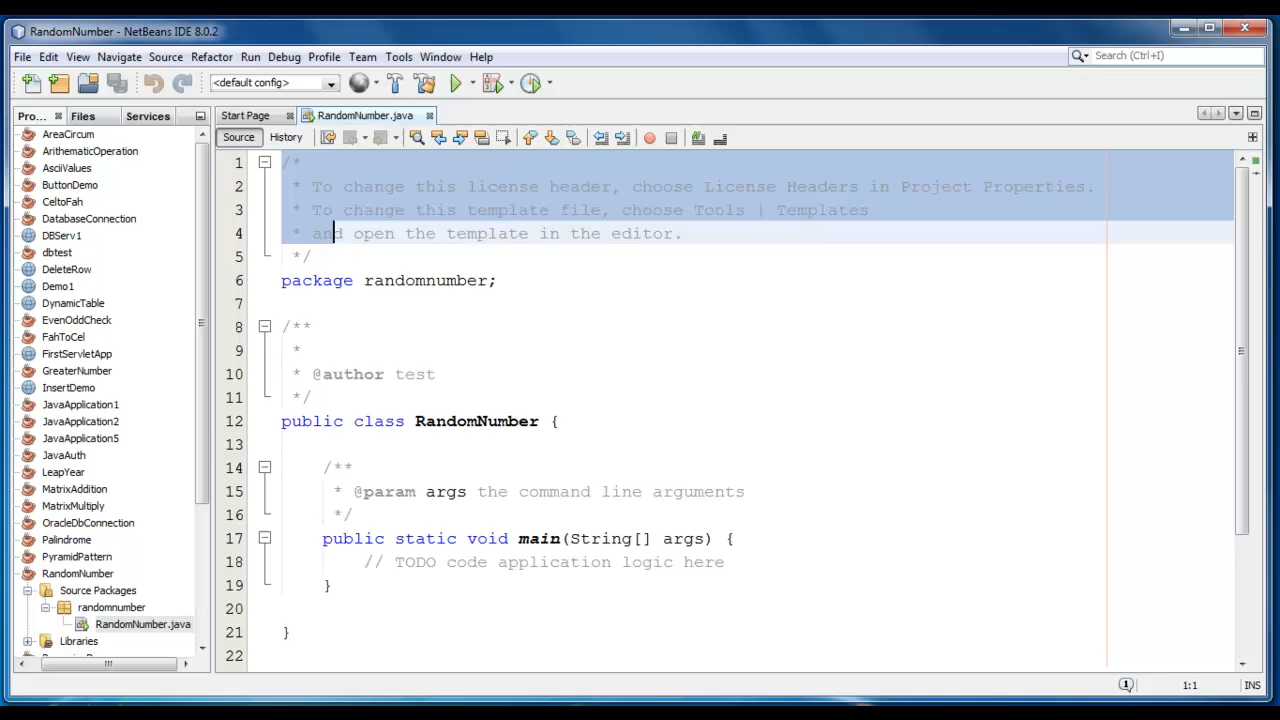 RandomNumber - NetBeans IDE 8.0.2
File Edit View Navigate Source Refactor Run Debug Profile Team Tools Window Help
Search (Ctrl+I)
<default config>
Pro... Files Services
Start Page RandomNumber.java
Source History
AreaCircum
ArithematicOperation
AsciiValues
ButtonDemo
CeltoFah
DatabaseConnection
DBServ1
dbtest
DeleteRow
Demo1
DynamicTable
EvenOddCheck
FahToCel
FirstServletApp
GreaterNumber
InsertDemo
JavaApplication1
JavaApplication2
JavaApplication5
JavaAuth
LeapYear
MatrixAddition
MatrixMultiply
OracleDbConnection
Palindrome
PyramidPattern
RandomNumber
Source Packages
randomnumber
RandomNumber.java
Libraries
1 /*
2 * To change this license header, choose License Headers in Project Properties.
3 * To change this template file, choose Tools | Templates
4 * and open the template in the editor.
5 */
6 package randomnumber;
7
8 /**
9 *
10 * @author test
11 */
12 public class RandomNumber {
13
14 /**
15 * @param args the command line arguments
16 */
17 public static void main(String[] args) {
18 // TODO code application logic here
19 }
20
21 }
22
1 1:1 INS